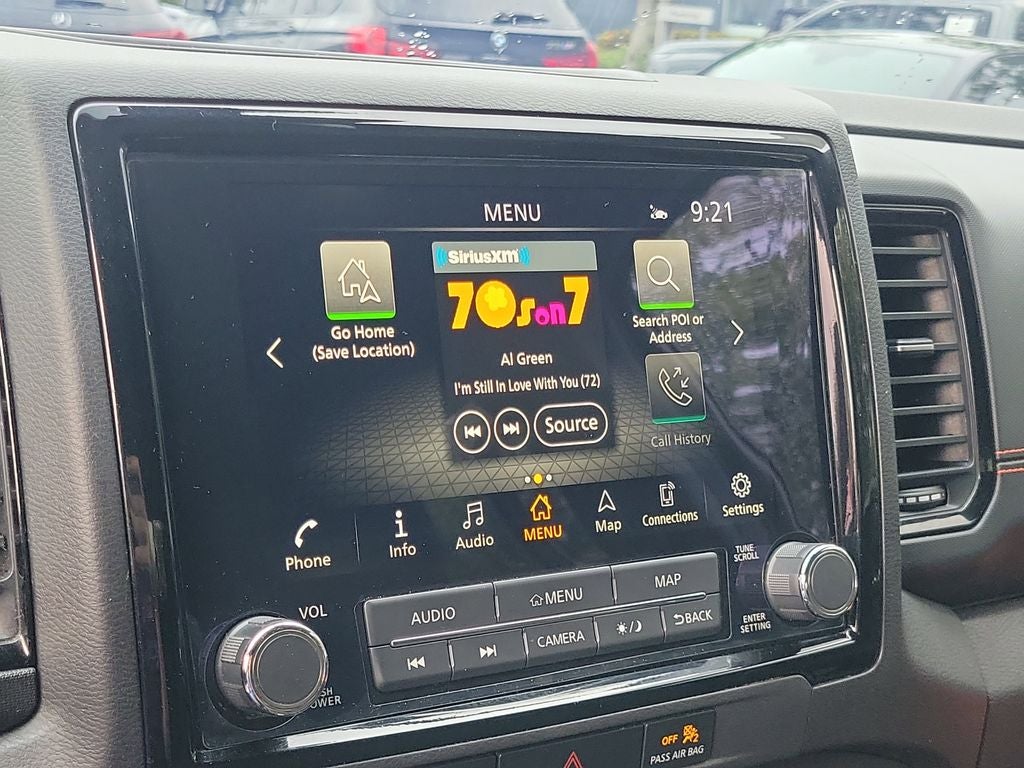 MENU
9:21
SiriusXM
70s on 7
Al Green
I'm Still In Love With You (72)
Source
Go Home
(Save Location)
Search POI or
Address
Call History
Phone
Info
Audio
MENU
Map
Connections
Settings
VOL
AUDIO
MENU
MAP
CAMERA
BACK
TUNE
SCROLL
ENTER
SETTING
OFF
PASS AIR BAG